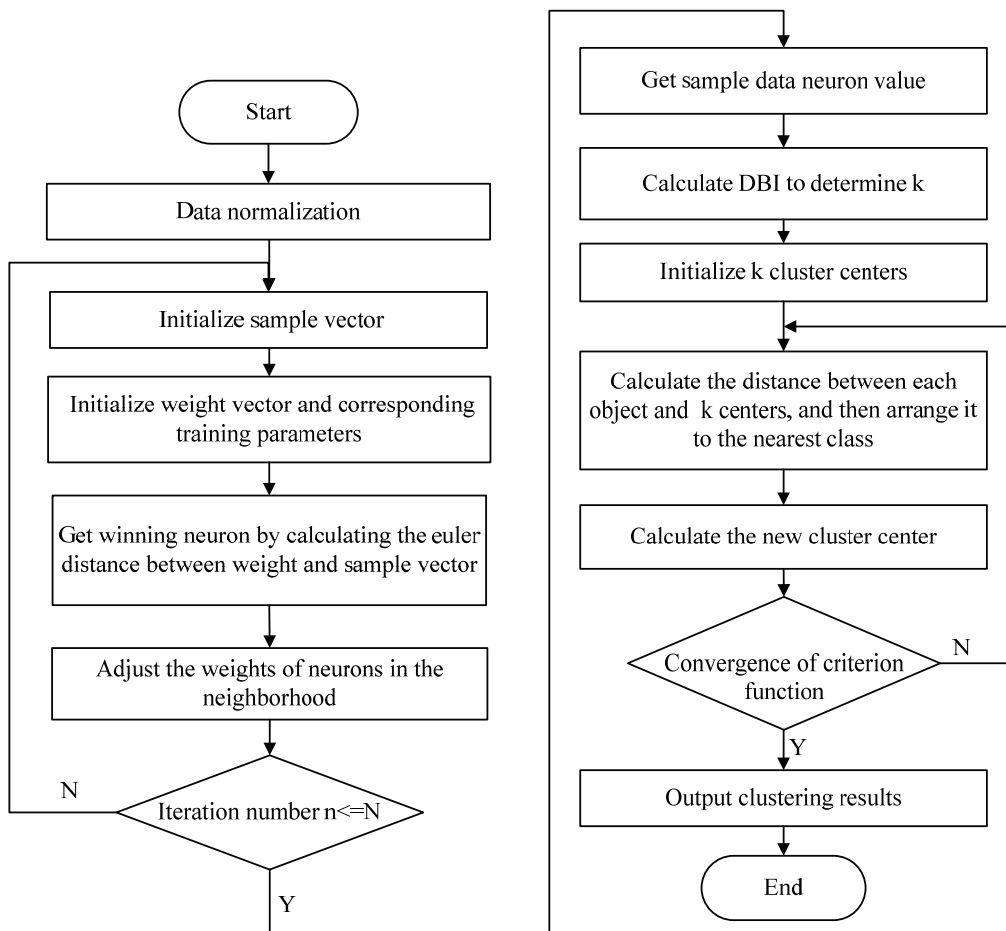 Start
Data normalization
Initialize sample vector
Initialize weight vector and corresponding
training parameters
Get winning neuron by calculating the euler
distance between weight and sample vector
Adjust the weights of neurons in the
neighborhood
N
Iteration number n<=N
Y
Get sample data neuron value
Calculate DBI to determine k
Initialize k cluster centers
Calculate the distance between each
object and k centers, and then arrange it
to the nearest class
Calculate the new cluster center
Convergence of criterion
function
N
Y
Output clustering results
End